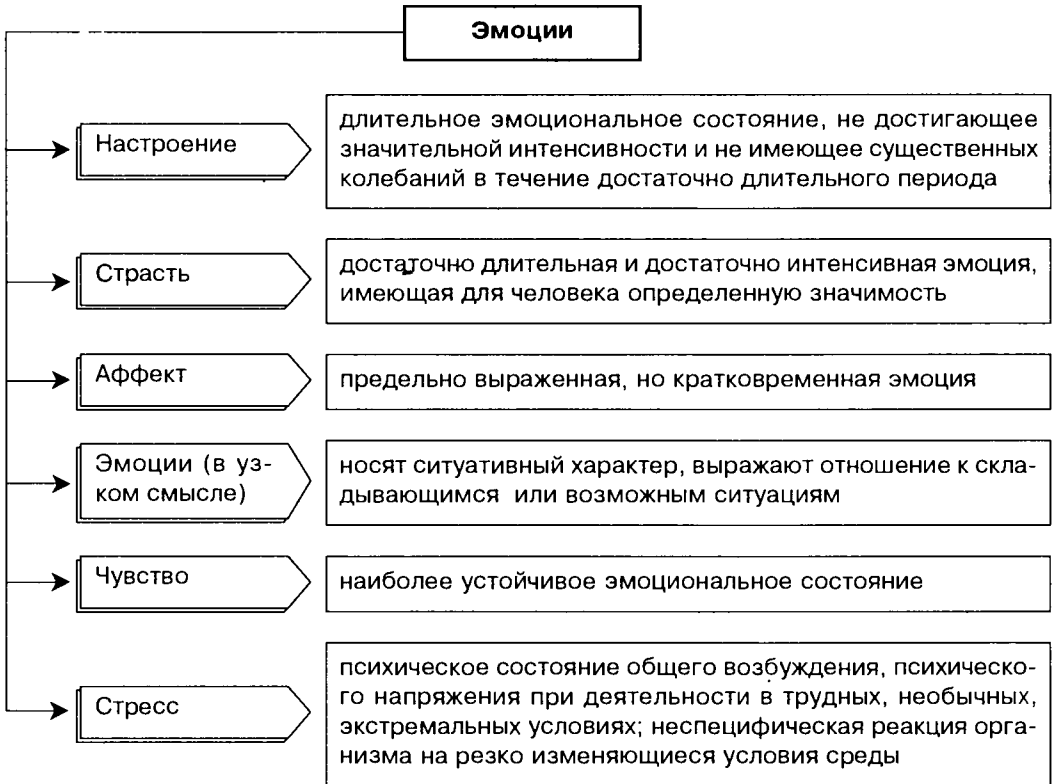 Эмоции
Настроение
длительное эмоциональное состояние, не достигающее
значительной интенсивности и не имеющее существенных
колебаний в течение достаточно длительного периода
Страсть
достаточно длительная и достаточно интенсивная эмоция,
имеющая для человека определенную значимость
Аффект
предельно выраженная, но кратковременная эмоция
Эмоции (в уз-
ком смысле)
носят ситуативный характер, выражают отношение к скла-
дывающимся или возможным ситуациям
Чувство
наиболее устойчивое эмоциональное состояние
Стресс
психическое состояние общего возбуждения, психическо-
го напряжения при деятельности в трудных, необычных,
экстремальных условиях; неспецифическая реакция орга-
низма на резко изменяющиеся условия среды